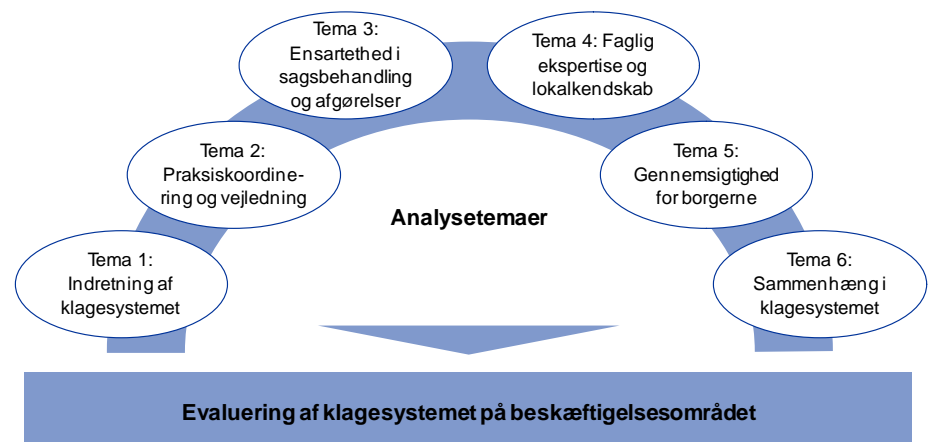 Tema 1:
Indretning af
klagesystemet
Tema 2:
Praksiskoordine-
ring og vejledning
Tema 3:
Ensartethed i
sagsbehandling
og afgørelser
Tema 4: Faglig
ekspertise og
lokalkendskab
Tema 5:
Gennemsigtighed
for borgerne
Tema 6:
Sammenhæng i
klagesystemet
Analysetemaer
Evaluering af klagesystemet på beskæftigelsesområdet